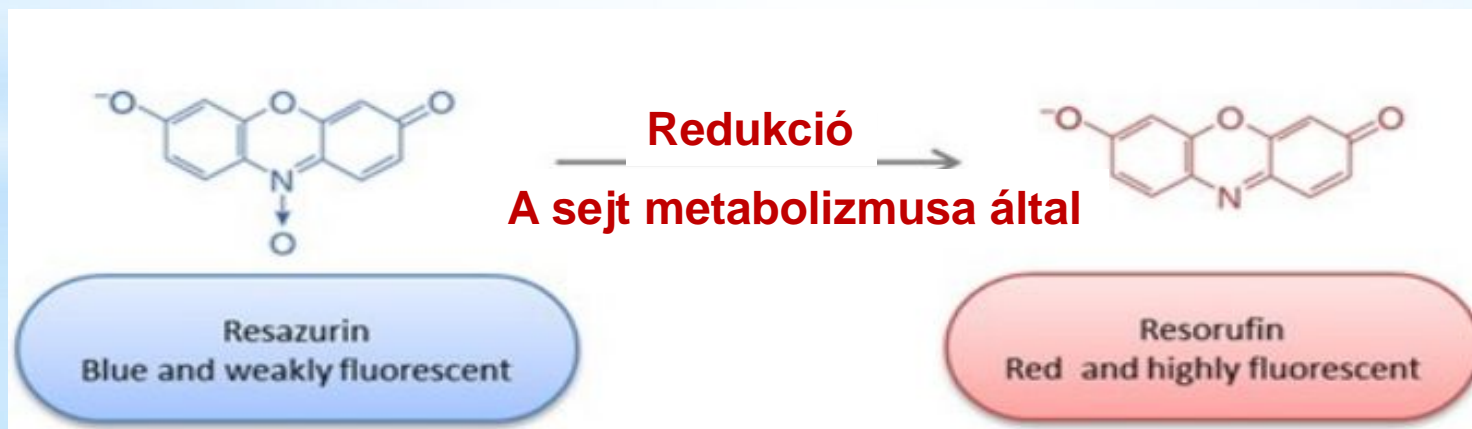 ⁻O
O
O
N
O
Resazurin
Blue and weakly fluorescent
Redukció
A sejt metabolizmusa által
⁻O
O
O
N
Resorufin
Red and highly fluorescent